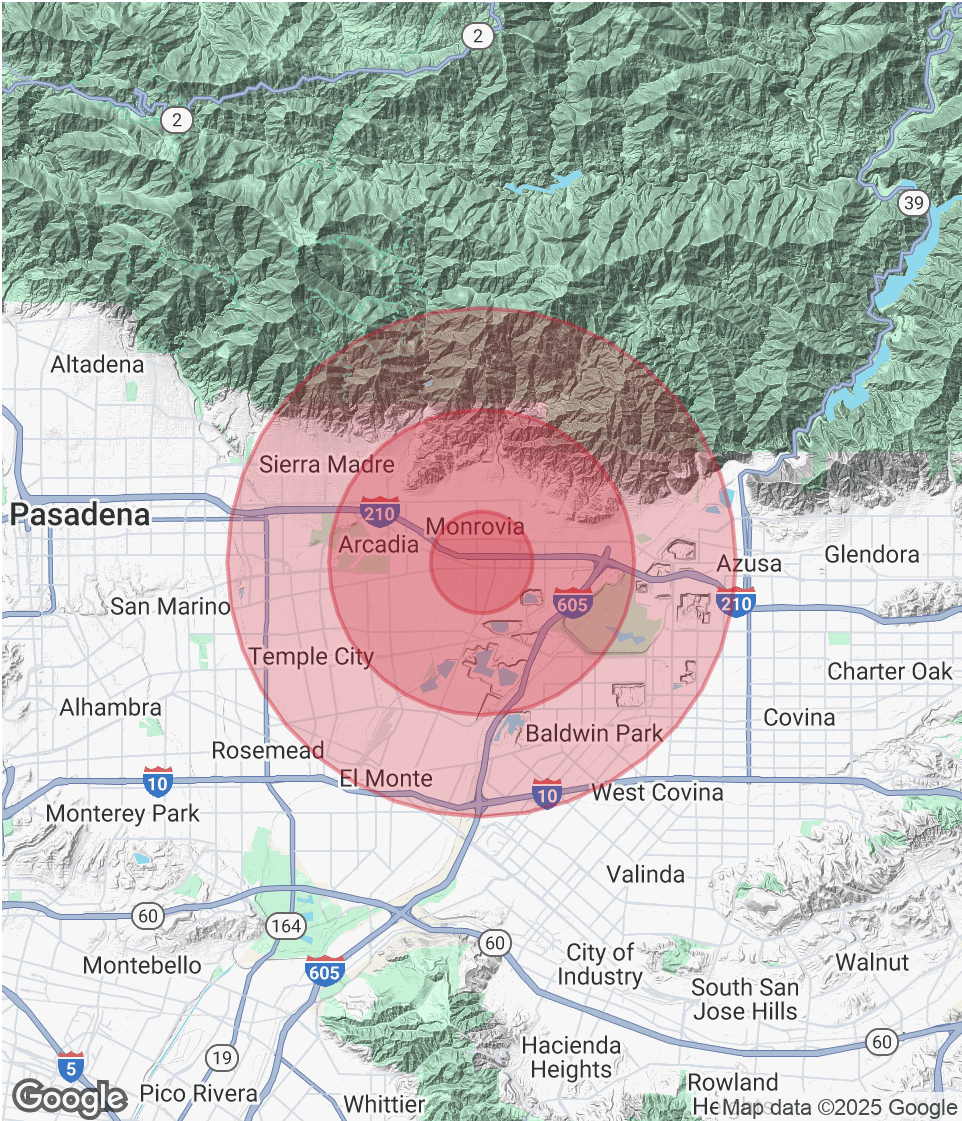 2
2
39
Altadena
Sierra Madre
Pasadena
210
Monrovia
Arcadia
Azusa
Glendora
San Marino
605
210
Temple City
Charter Oak
Alhambra
Covina
Baldwin Park
Rosemead
El Monte
10
10
West Covina
Monterey Park
Valinda
60
164
60
City of
Industry
Montebello
605
Walnut
South San
Jose Hills
19
60
Hacienda
Heights
5
Rowland
Google
Pico Rivera
Whittier
Map data ©2025 Google